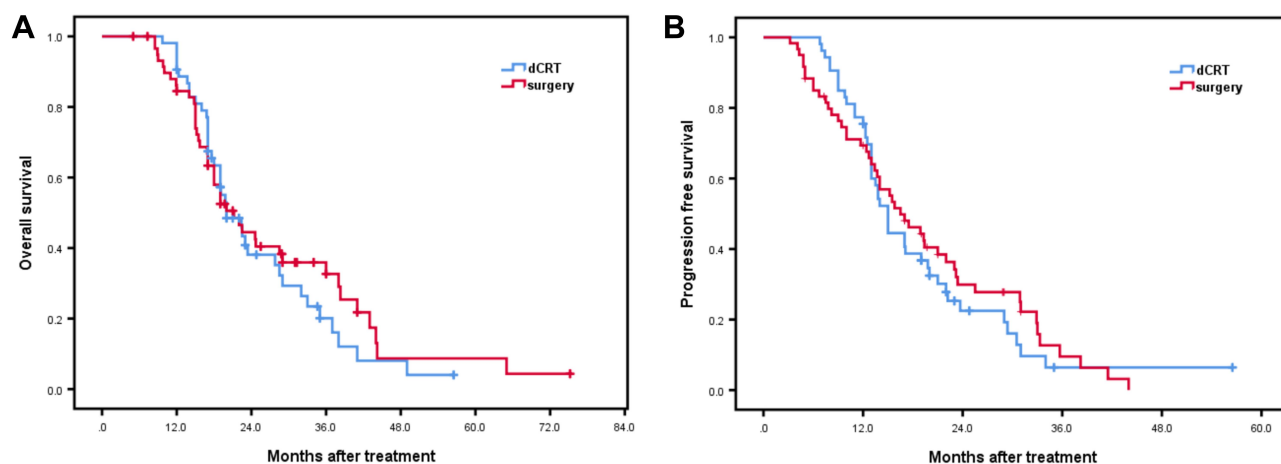 A
Overall survival
1.0
0.8
0.6
0.4
0.2
0.0
dCRT
surgery
.0 12.0 24.0 36.0 48.0 60.0 72.0 84.0
Months after treatment
B
Progression free survival
1.0
0.8
0.6
0.4
0.2
0.0
dCRT
surgery
.0 12.0 24.0 36.0 48.0 60.0
Months after treatment